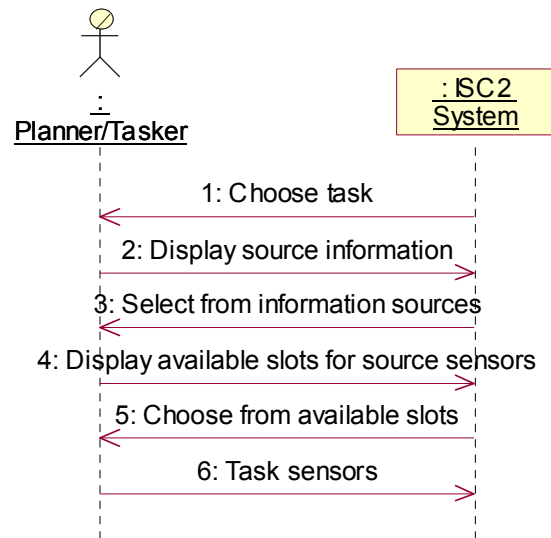 :
Planner/Tasker
: ISC2
System
1: Choose task
2: Display source information
3: Select from information sources
4: Display available slots for source sensors
5: Choose from available slots
6: Task sensors